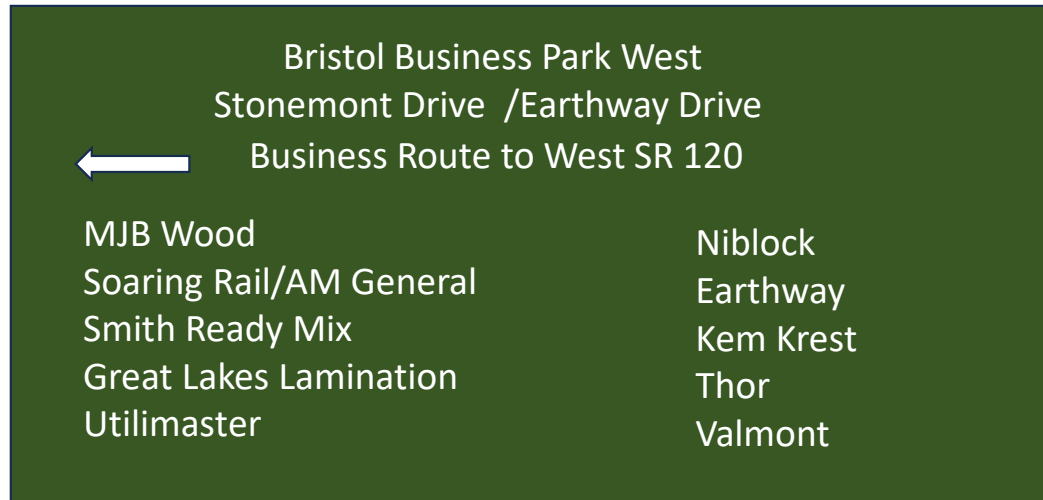 Bristol Business Park West
Stonemont Drive /Earthway Drive
Business Route to West SR 120
MJB Wood
Soaring Rail/AM General
Smith Ready Mix
Great Lakes Lamination
Utilimaster
Niblock
Earthway
Kem Krest
Thor
Valmont